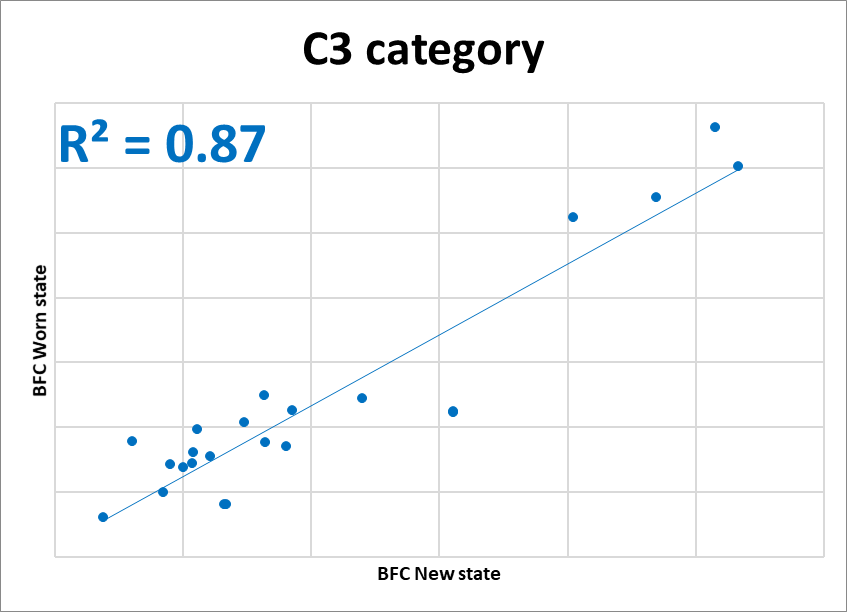 C3 category
R² = 0.87
BFC Worn state
BFC New state